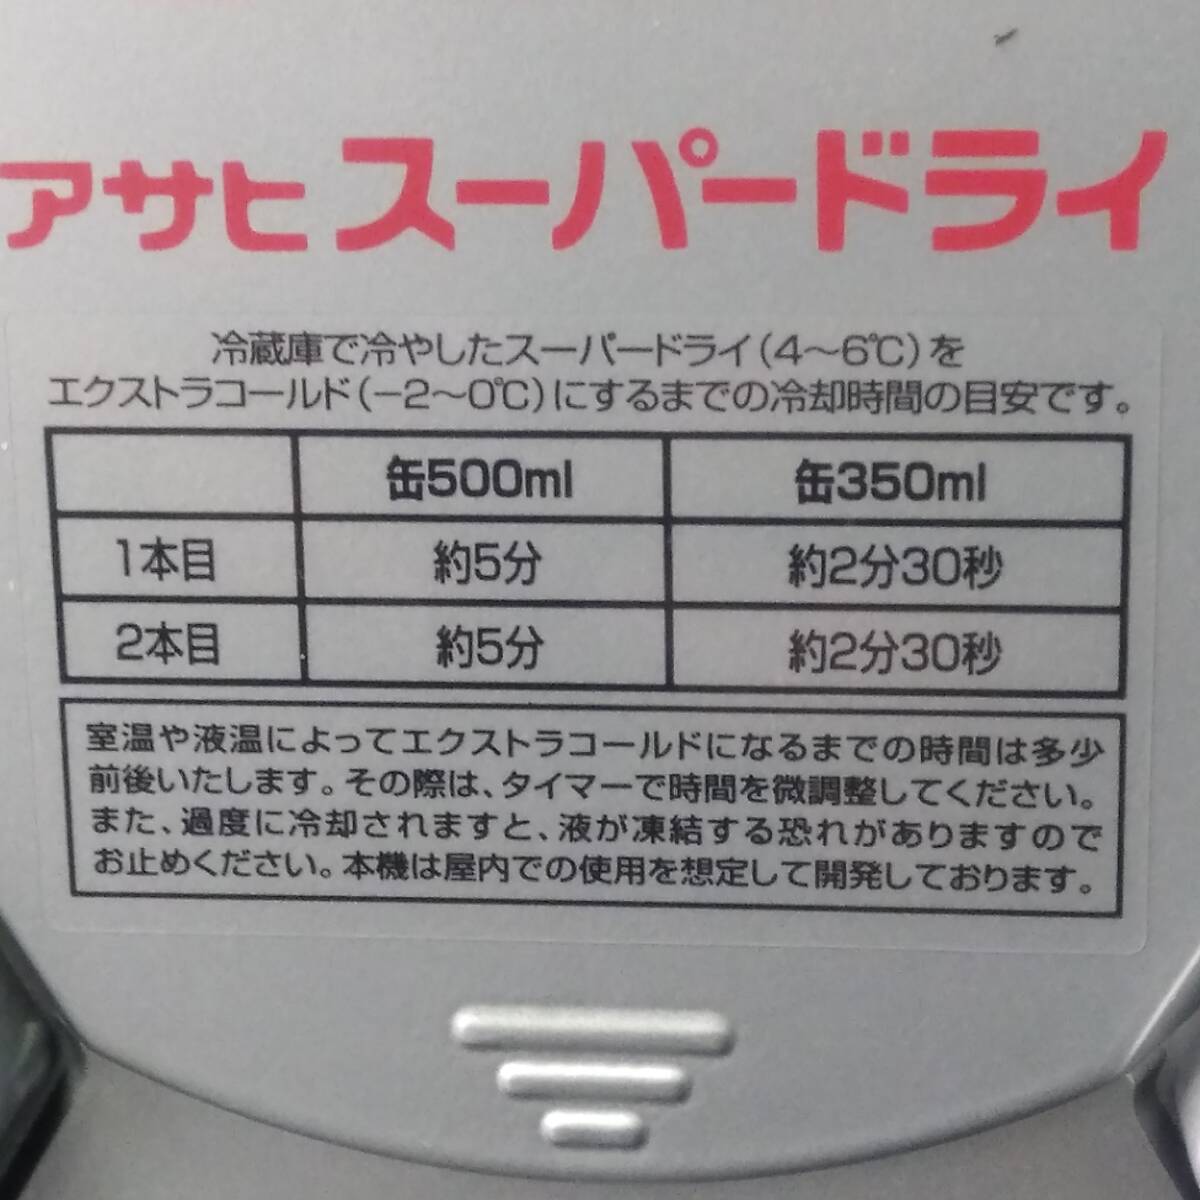 アサヒ スーパードライ
冷蔵庫で冷やしたスーパードライ(4～6℃)を
エクストラコールド(−2～0℃)にするまでの冷却時間の目安です。
缶500ml 缶350ml
1本目 約5分 約2分30秒
2本目 約5分 約2分30秒
室温や液温によってエクストラコールドになるまでの時間は多少
前後いたします。その際は、タイマーで時間を微調整してください。
また、過度に冷却されますと、液が凍結する恐れがありますので
お止めください。本機は屋内での使用を想定して開発しております。